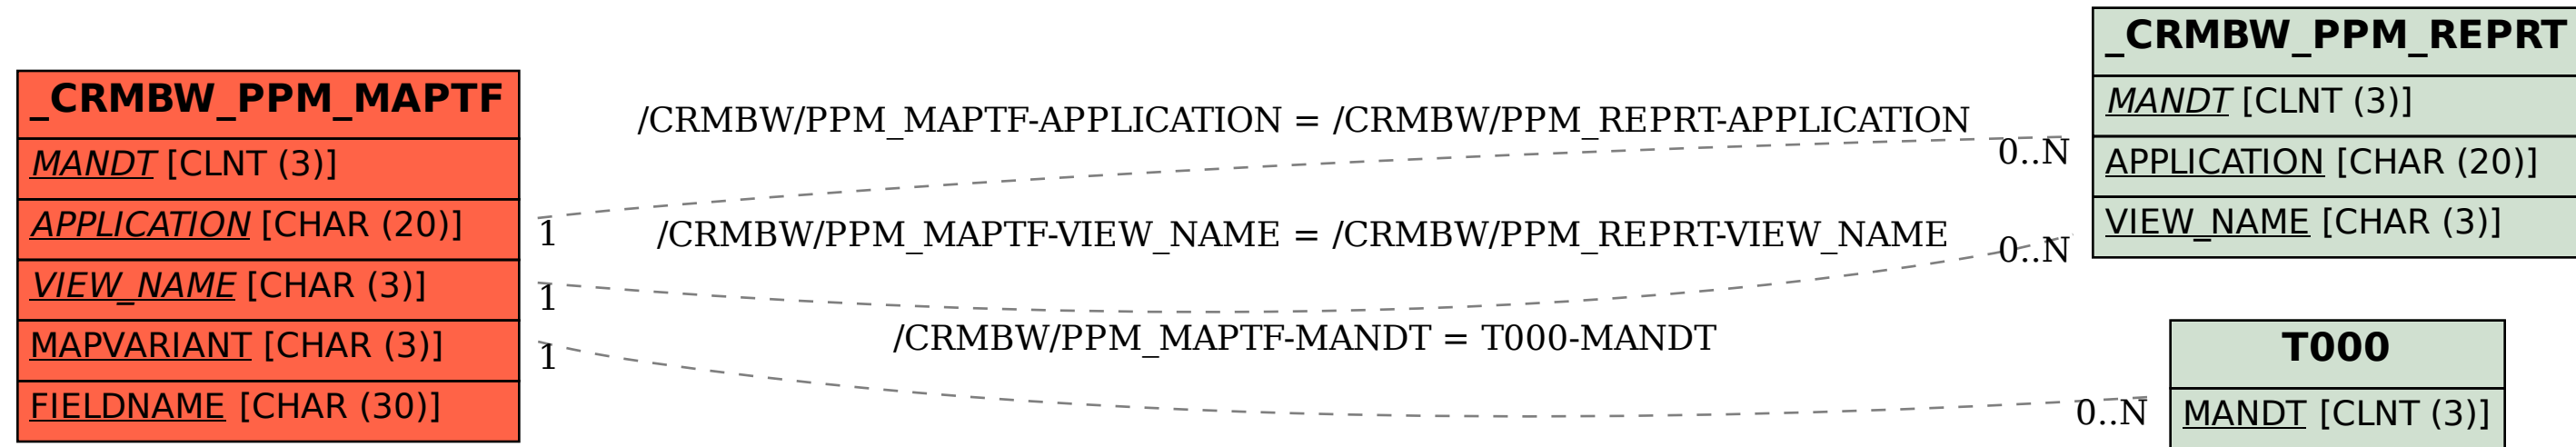 _CRMBW_PPM_MAPTF
MANDT [CLNT (3)]
APPLICATION [CHAR (20)]
VIEW_NAME [CHAR (3)]
MAPVARIANT [CHAR (3)]
FIELDNAME [CHAR (30)]
/CRMBW/PPM_MAPTF-APPLICATION = /CRMBW/PPM_REPRT-APPLICATION
0..N
1
/CRMBW/PPM_MAPTF-VIEW_NAME = /CRMBW/PPM_REPRT-VIEW_NAME
0..N
1
/CRMBW/PPM_MAPTF-MANDT = T000-MANDT
1
0..N
_CRMBW_PPM_REPRT
MANDT [CLNT (3)]
APPLICATION [CHAR (20)]
VIEW_NAME [CHAR (3)]
T000
MANDT [CLNT (3)]